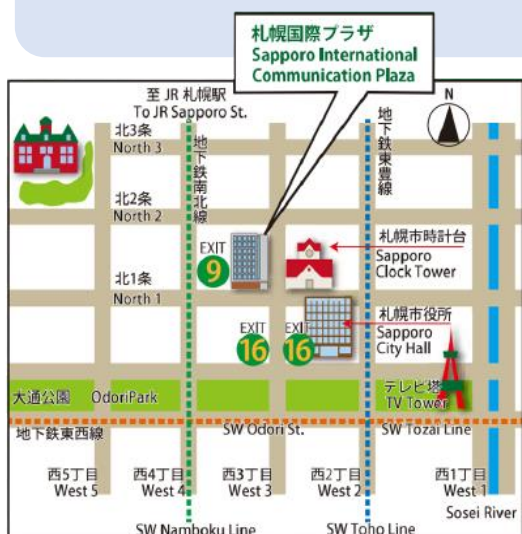 札幌国際プラザ
Sapporo International
Communication Plaza
至 JR 札幌駅
To JR Sapporo St.
N
北3条
North 3
地下鉄南北線
地下鉄東豊線
北2条
North 2
EXIT
9
札幌市時計台
Sapporo
Clock Tower
北1条
North 1
札幌市役所
Sapporo
City Hall
EXIT
16
EXIT
16
大通公園 OdoriPark
テレビ塔
TV Tower
地下鉄東西線
SW Odori St.
SW Tozai Line
西5丁目
West 5
西4丁目
West 4
西3丁目
West 3
西2丁目
West 2
西1丁目
West 1
Sosei River
SW Namboku Line
SW Toho Line